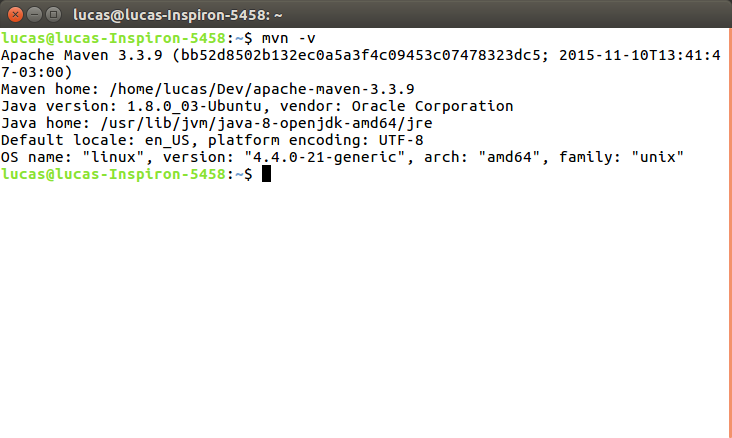 lucas@lucas-Inspiron-5458: ~
lucas@lucas-Inspiron-5458:~$ mvn -v
Apache Maven 3.3.9 (bb52d8502b132ec0a5a3f4c09453c07478323dc5; 2015-11-10T13:41:4
7-03:00)
Maven home: /home/lucas/Dev/apache-maven-3.3.9
Java version: 1.8.0_03-Ubuntu, vendor: Oracle Corporation
Java home: /usr/lib/jvm/java-8-openjdk-amd64/jre
Default locale: en_US, platform encoding: UTF-8
OS name: "linux", version: "4.4.0-21-generic", arch: "amd64", family: "unix"
lucas@lucas-Inspiron-5458:~$